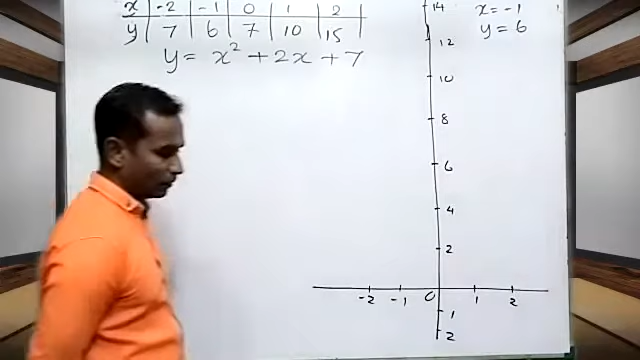 x -2 -1 0 1 2
y 7 6 7 10 15
y = x² + 2x + 7
x = -1
y = 6
14
12
10
8
6
4
2
-2 -1 0 1 2
1
2